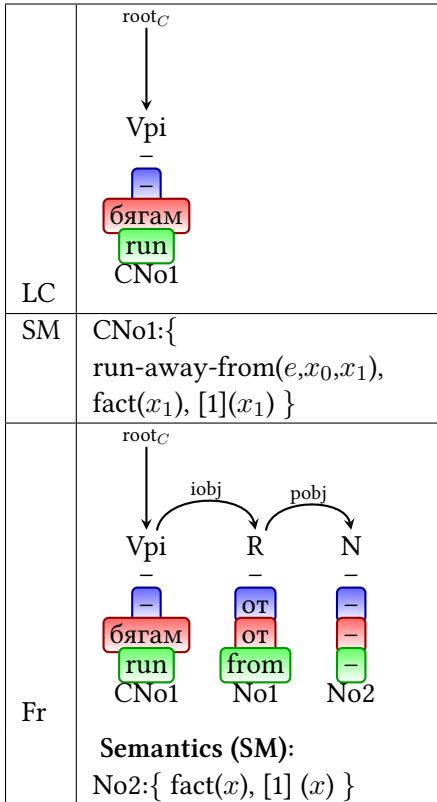 root_C
Vpi
–
–
бягам
run
CNo1
LC
SM CNo1:{
run-away-from(e,x_0,x_1),
fact(x_1), [1](x_1) }
root_C
iobj pobj
Vpi R N
– – –
– от –
бягам от –
run from –
CNo1 No1 No2
Fr
Semantics (SM):
No2:{ fact(x), [1] (x) }